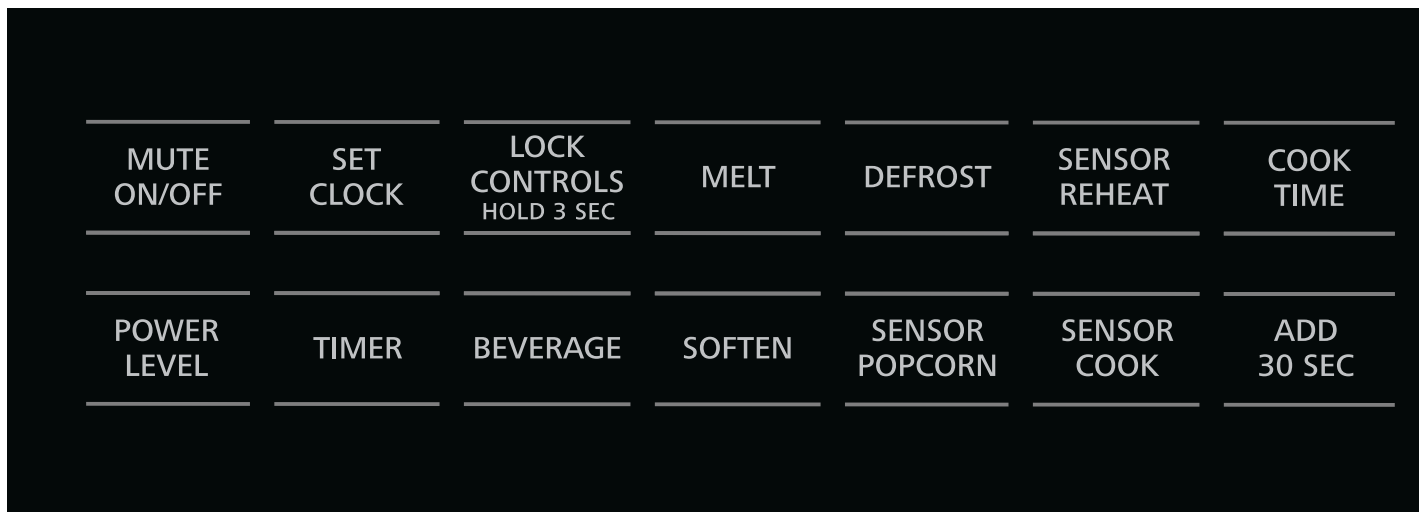 MUTE
ON/OFF
SET
CLOCK
LOCK
CONTROLS
HOLD 3 SEC
MELT
DEFROST
SENSOR
REHEAT
COOK
TIME
POWER
LEVEL
TIMER
BEVERAGE
SOFTEN
SENSOR
POPCORN
SENSOR
COOK
ADD
30 SEC